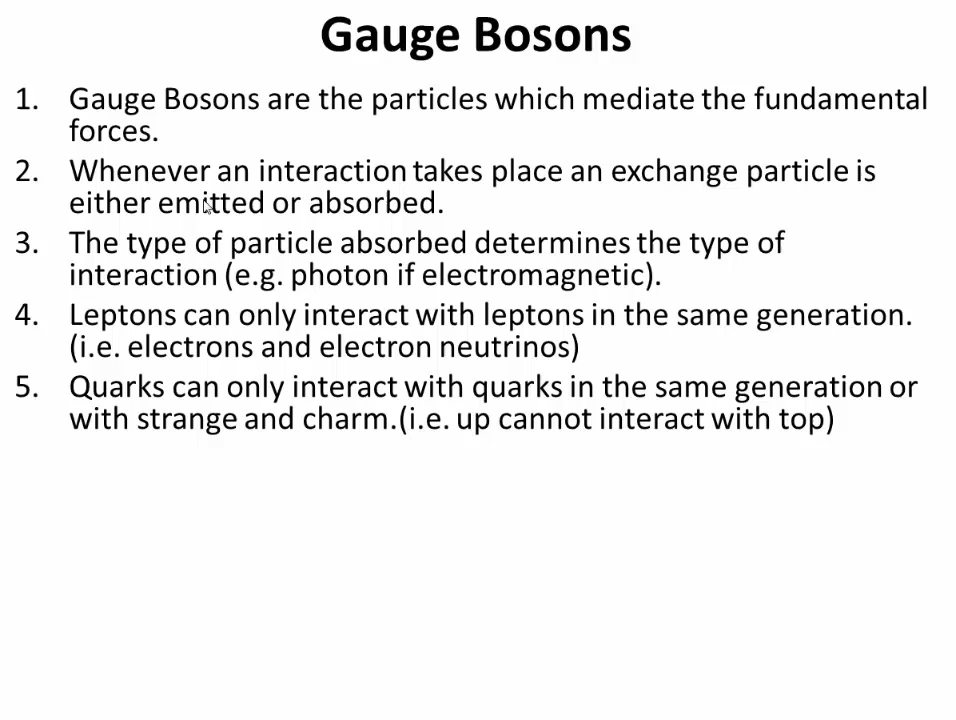 Gauge Bosons
1. Gauge Bosons are the particles which mediate the fundamental
forces.
2. Whenever an interaction takes place an exchange particle is
either emitted or absorbed.
3. The type of particle absorbed determines the type of
interaction (e.g. photon if electromagnetic).
4. Leptons can only interact with leptons in the same generation.
(i.e. electrons and electron neutrinos)
5. Quarks can only interact with quarks in the same generation or
with strange and charm.(i.e. up cannot interact with top)